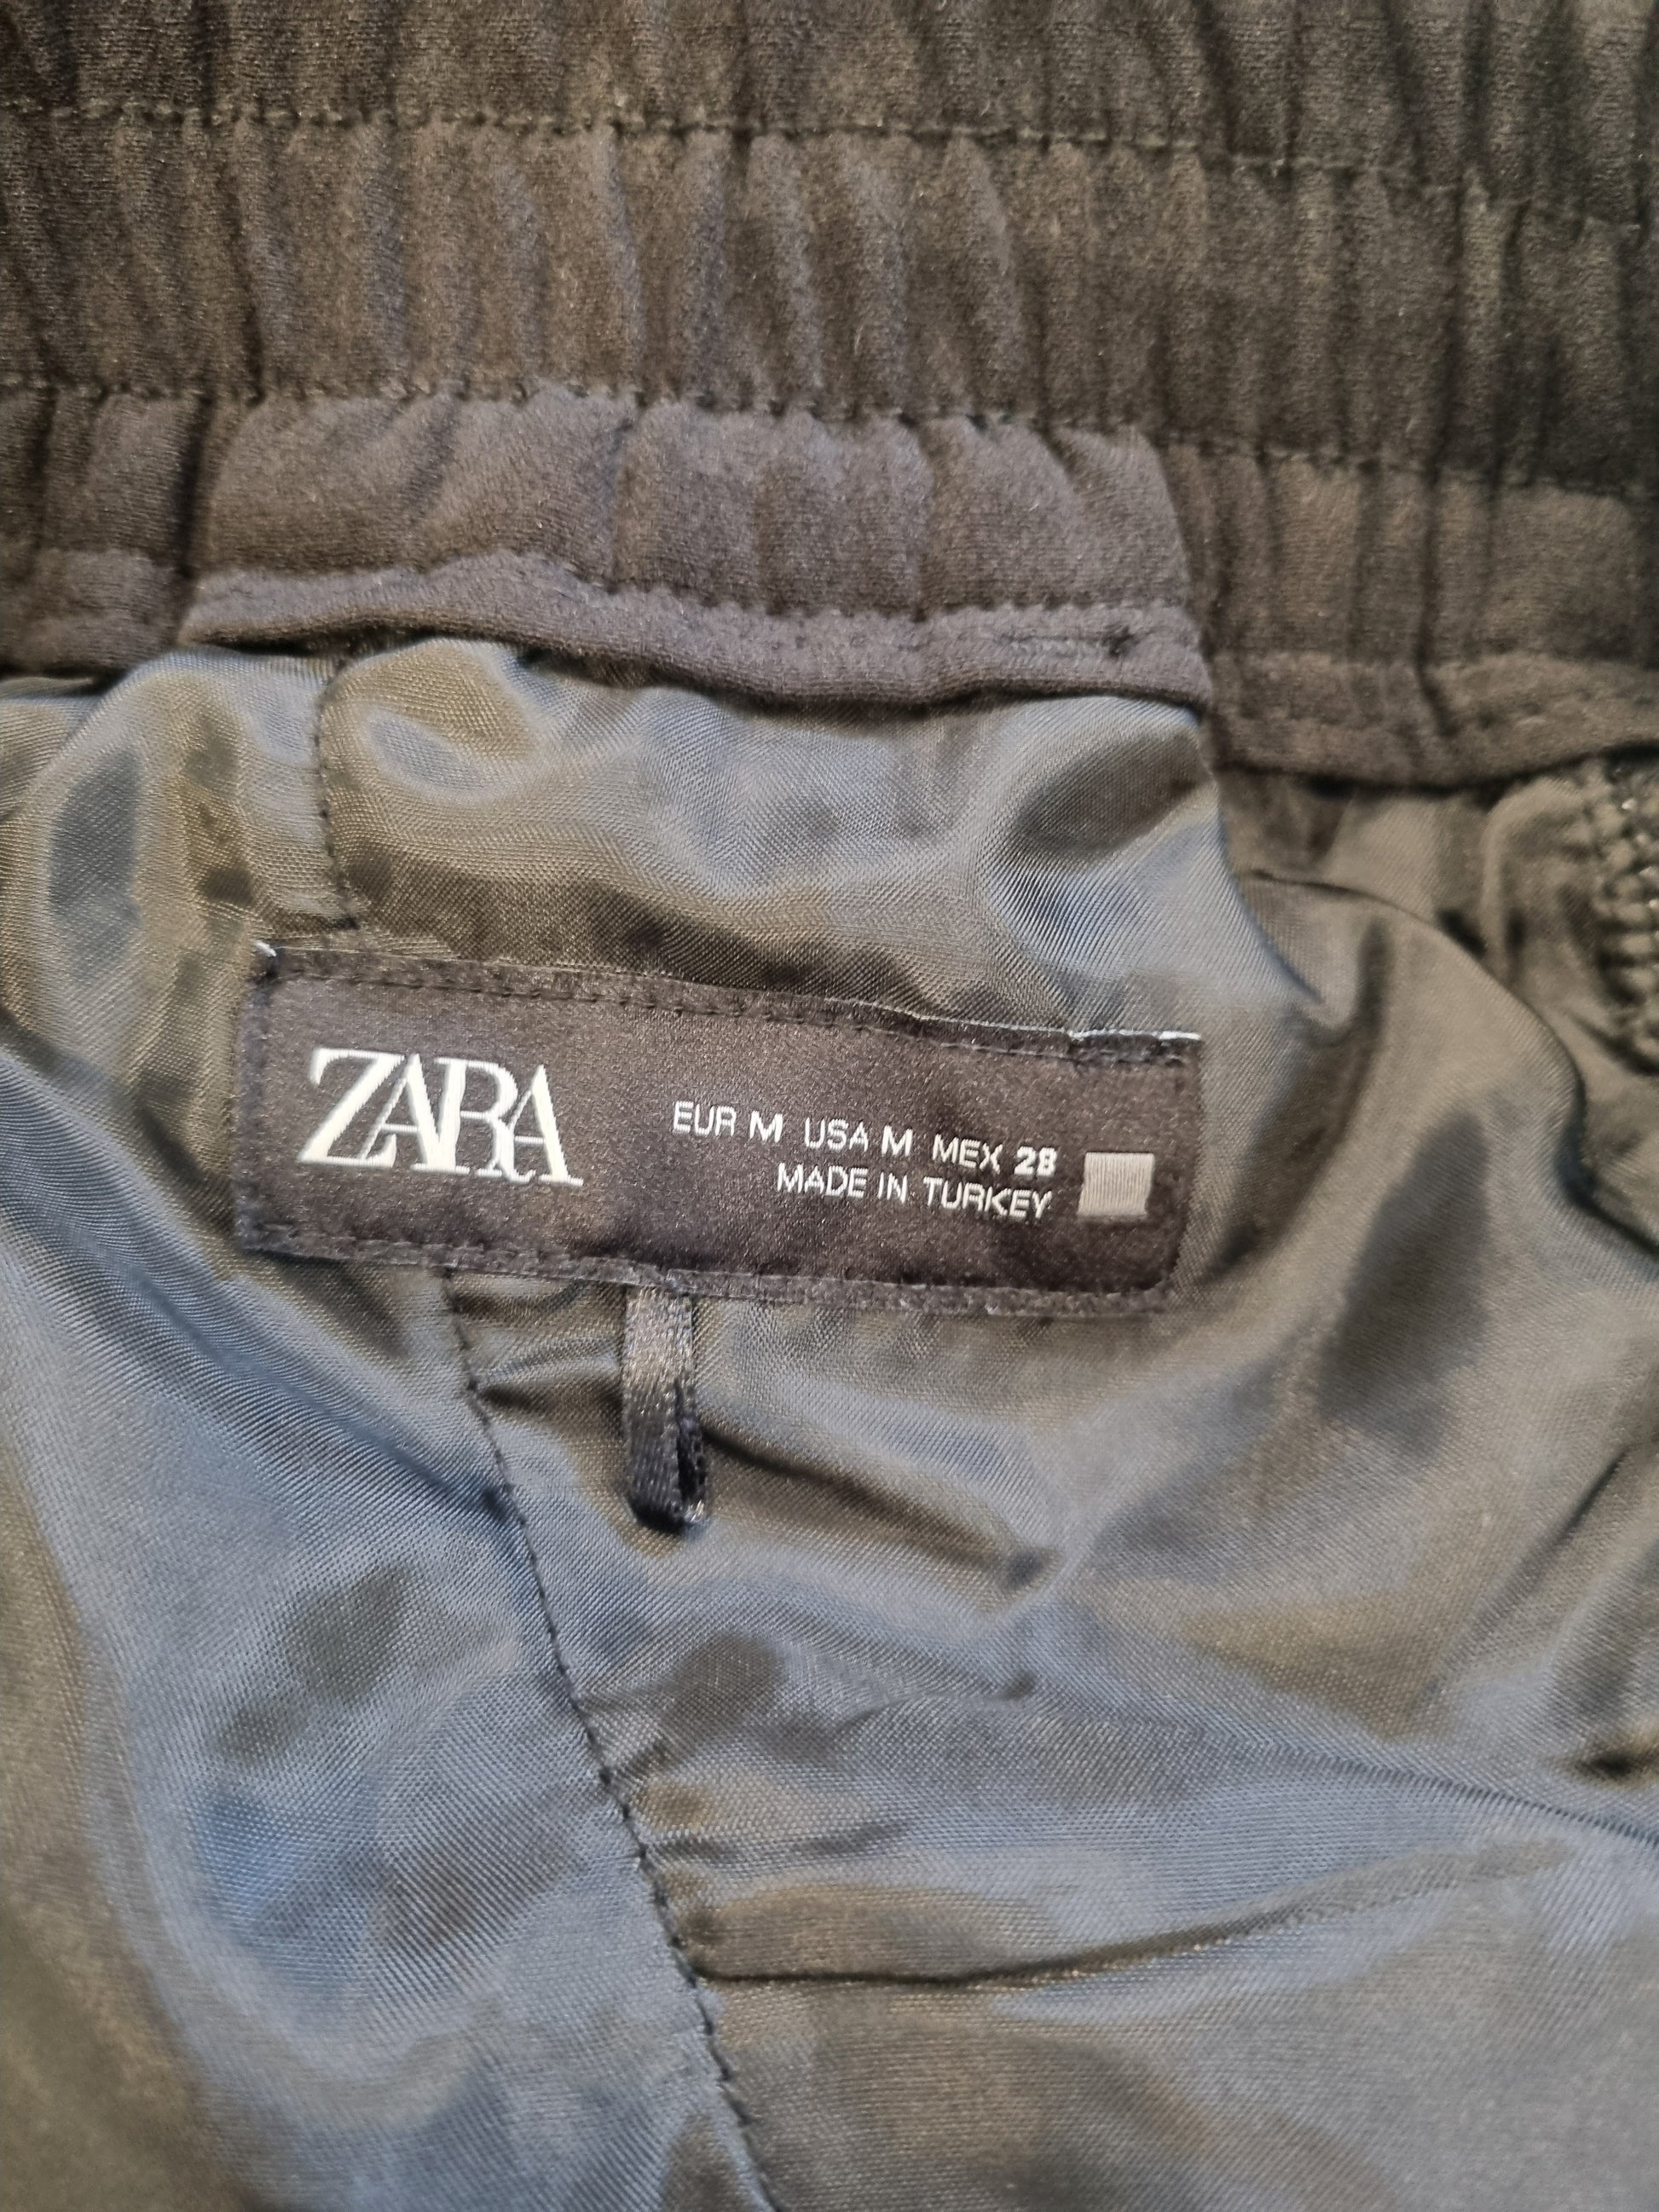 ZARA
EUR M USA M MEX 28
MADE IN TURKEY